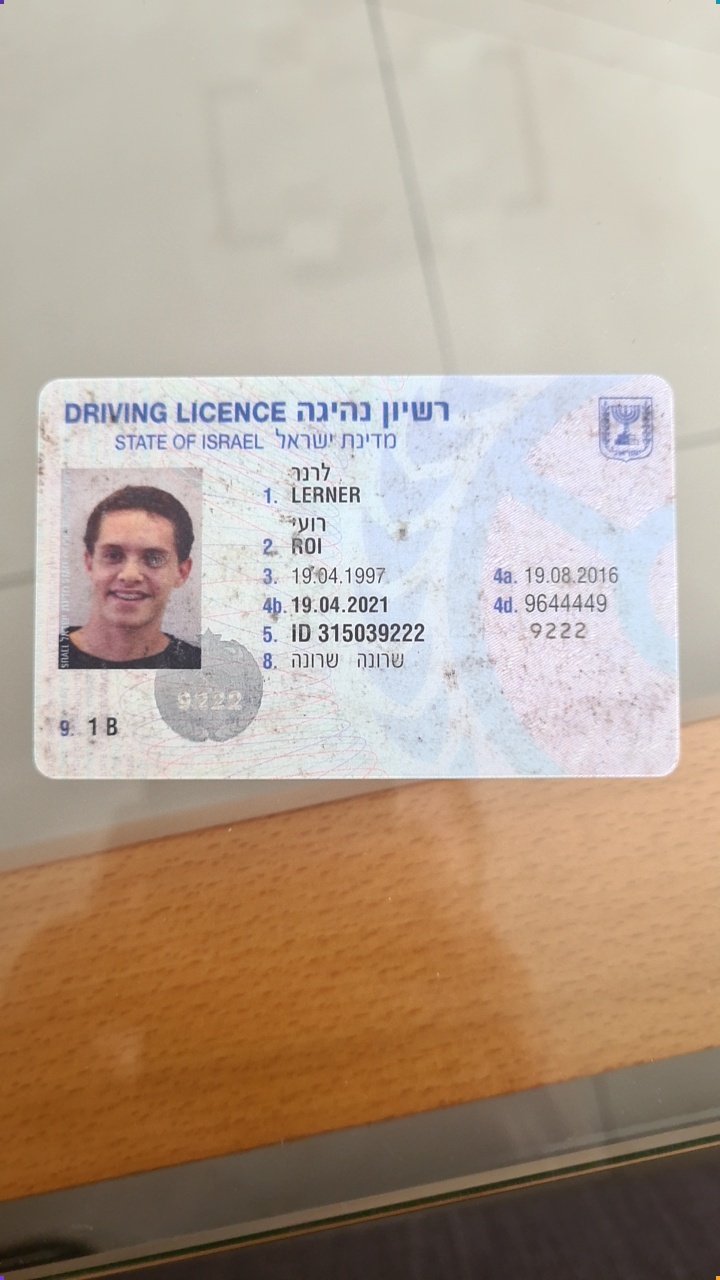 DRIVING LICENCE רשיון נהיגה
STATE OF ISRAEL מדינת ישראל
לרנר
1. LERNER
רועי
2. ROI
3. 19.04.1997 4a. 19.08.2016
4b. 19.04.2021 4d. 9644449
5. ID 315039222 9222
8. שרונה שרונה
9222
9. 1 B